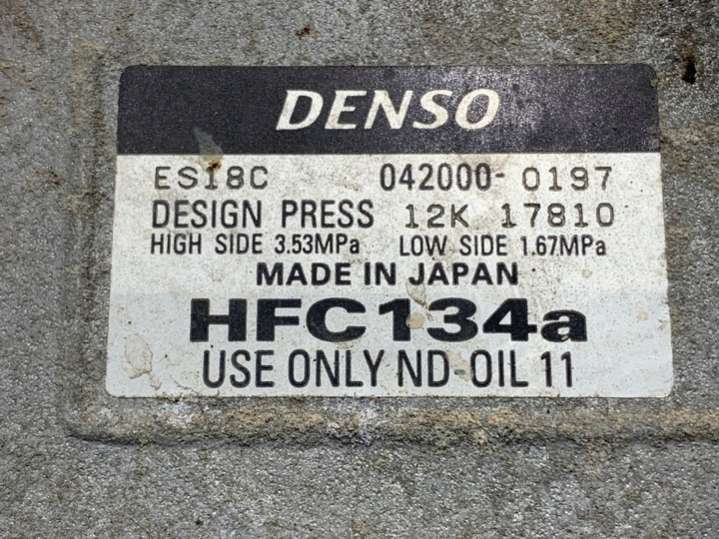 DENSO
ES18C 042000- 0197
DESIGN PRESS 12K 17810
HIGH SIDE 3.53MPa LOW SIDE 1.67MPa
MADE IN JAPAN
HFC134a
USE ONLY ND-OIL 11